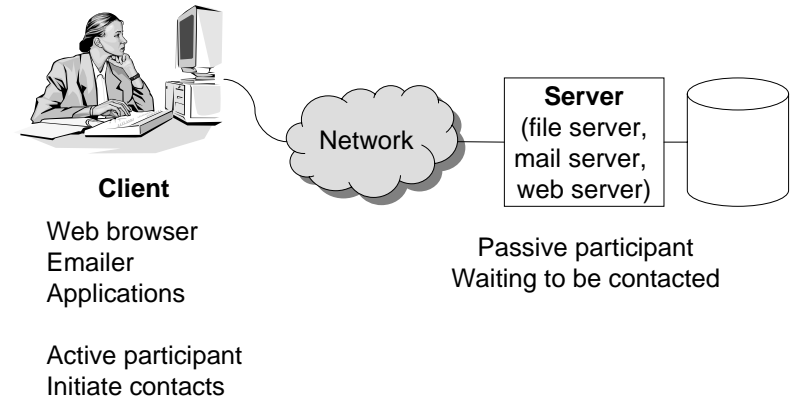 Client
Web browser
Emailer
Applications
Active participant
Initiate contacts
Network
Server
(file server,
mail server,
web server)
Passive participant
Waiting to be contacted